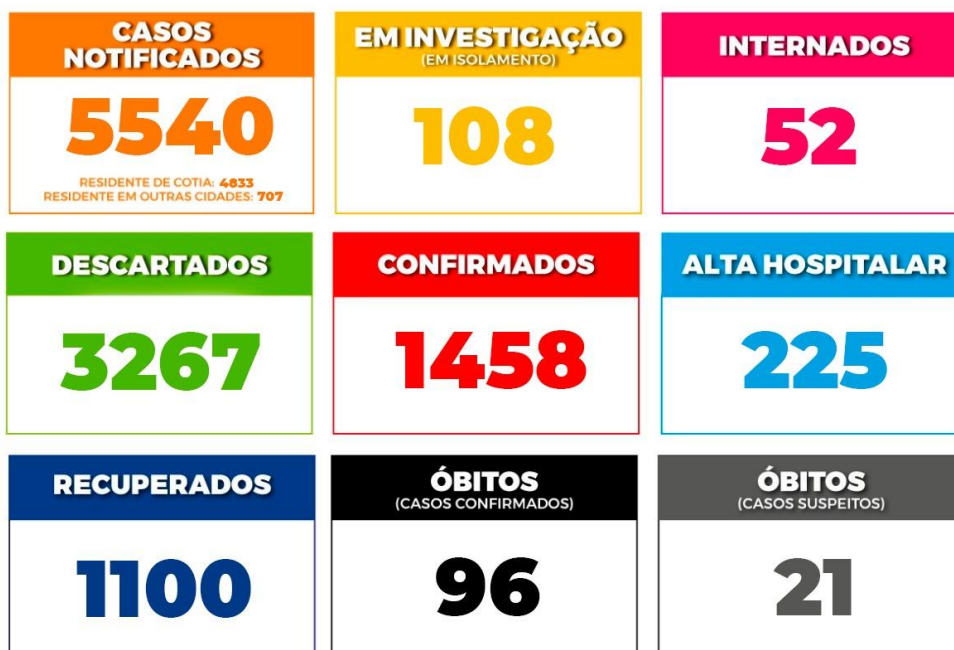 CASOS
NOTIFICADOS
5540
RESIDENTE DE COTIA: 4833
RESIDENTE EM OUTRAS CIDADES: 707
EM INVESTIGAÇÃO
(EM ISOLAMENTO)
108
INTERNADOS
52
DESCARTADOS
3267
CONFIRMADOS
1458
ALTA HOSPITALAR
225
RECUPERADOS
1100
ÓBITOS
(CASOS CONFIRMADOS)
96
ÓBITOS
(CASOS SUSPEITOS)
21